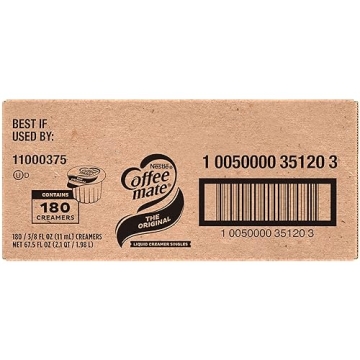 BEST IF
USED BY:
11000375
U D
CONTAINS
180
CREAMERS
180 / 3/8 FL OZ (11 mL) CREAMERS
NET 67.5 FL OZ (2.1 QT / 1.98 L)
Nestlé
Coffee
mate®
THE
ORIGINAL
LIQUID CREAMER SINGLES
1 0050000 35120 3
1 0050000 35120 3